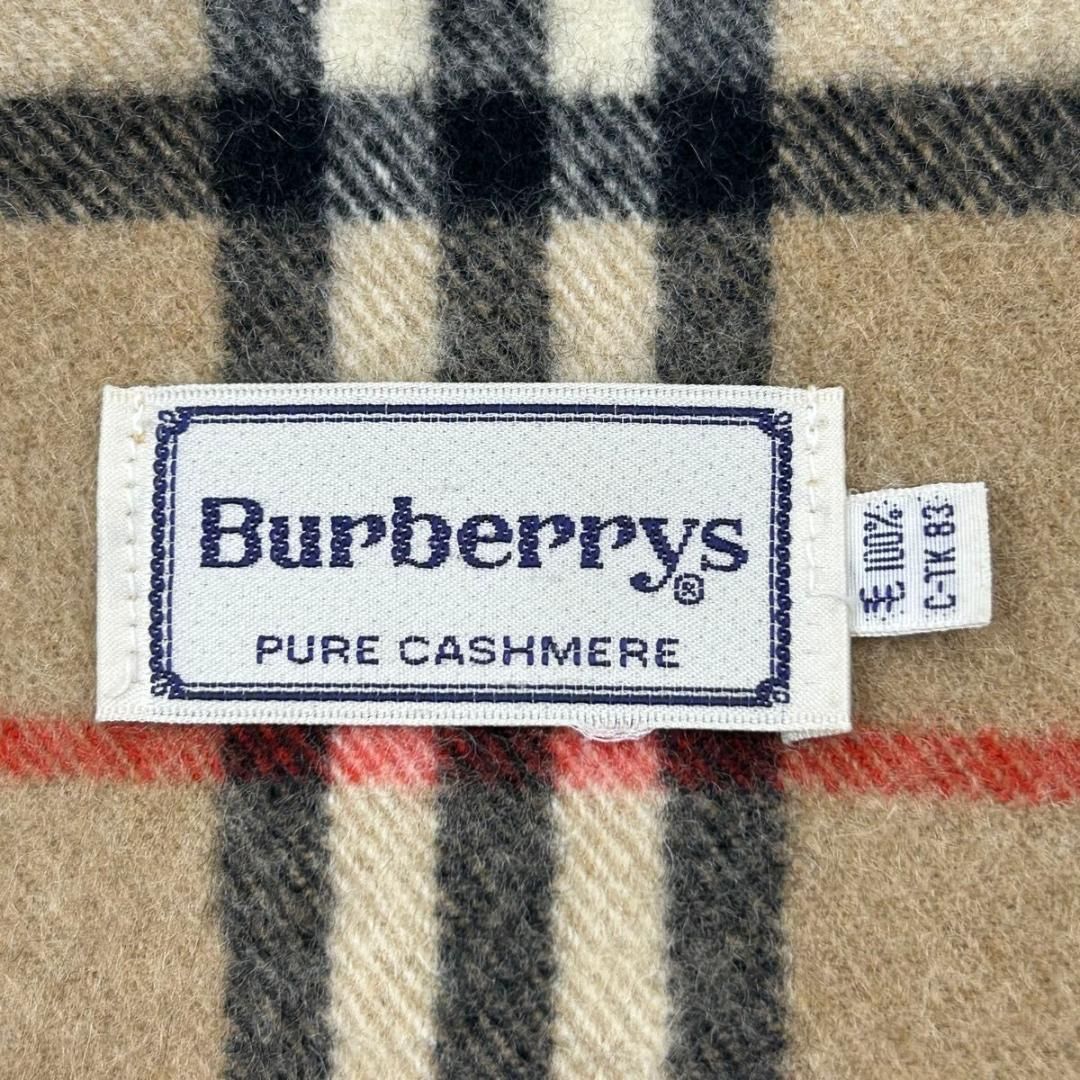 Burberrys®
PURE CASHMERE
毛 100%
C-TK 83